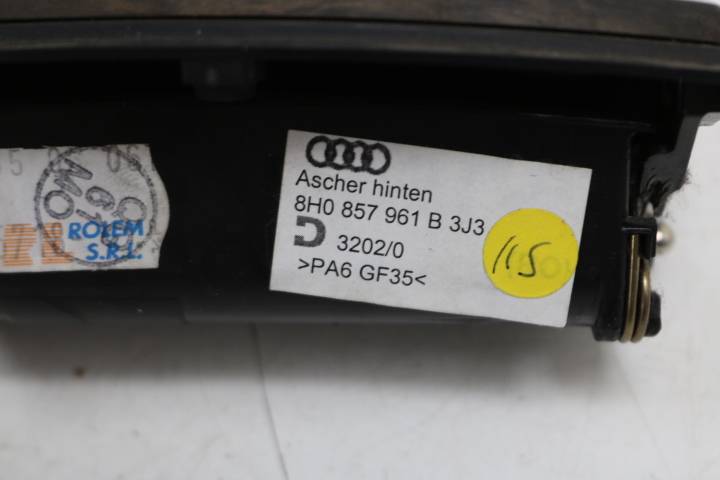 Ascher hinten
8H0 857 961 B 3J3
3202/0
>PA6 GF35<
115
ROLEM
S.R.L.